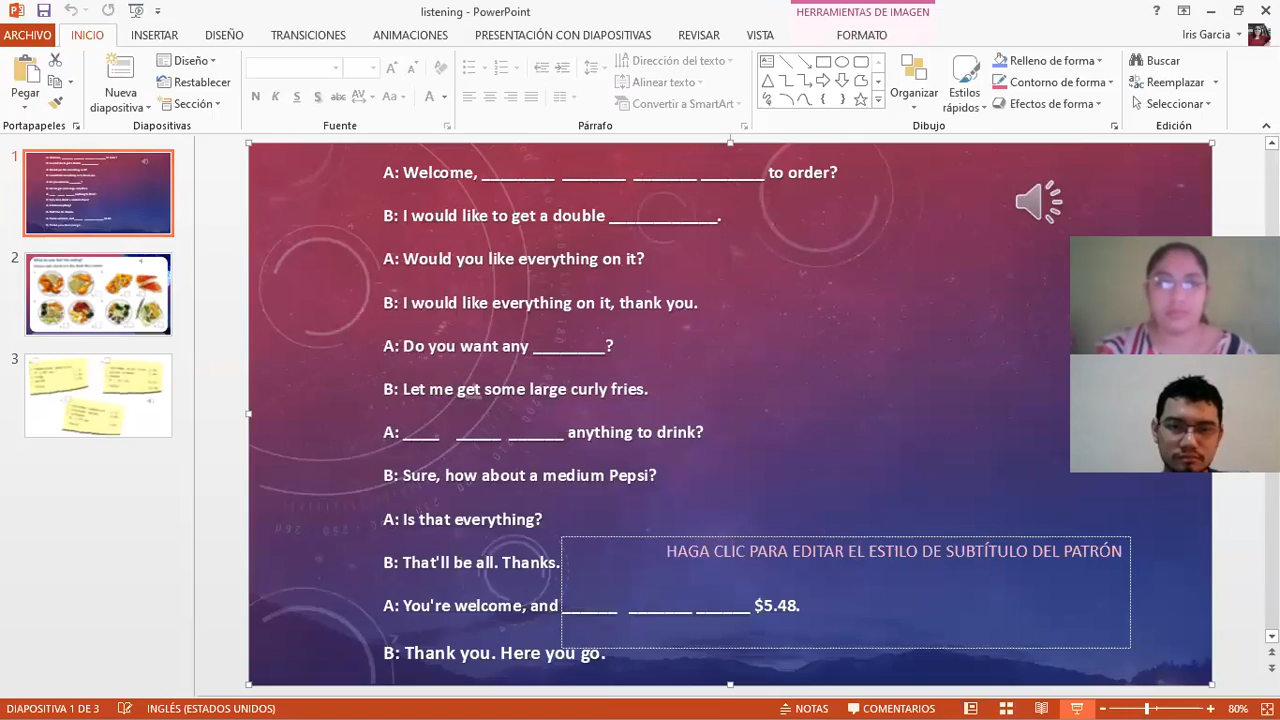 listening - PowerPoint
HERRAMIENTAS DE IMAGEN
ARCHIVO INICIO INSERTAR DISEÑO TRANSICIONES ANIMACIONES PRESENTACIÓN CON DIAPOSITIVAS REVISAR VISTA FORMATO Iris Garcia
Pegar
Nueva
diapositiva
Diseño
Restablecer
Sección
N K S S abc AV Aa A
Dirección del texto
Alinear texto
Convertir a SmartArt
Organizar
Estilos
rápidos
Relleno de forma
Contorno de forma
Efectos de forma
Buscar
Reemplazar
Seleccionar
Portapapeles Diapositivas Fuente Párrafo Dibujo Edición
1
2
3
A: Welcome, ________ _______ _______ _______ to order?
B: I would like to get a double ____________.
A: Would you like everything on it?
B: I would like everything on it, thank you.
A: Do you want any ________?
B: Let me get some large curly fries.
A: ____ _____ ______ anything to drink?
B: Sure, how about a medium Pepsi?
A: Is that everything?
HAGA CLIC PARA EDITAR EL ESTILO DE SUBTÍTULO DEL PATRÓN
B: That'll be all. Thanks.
A: You're welcome, and ______ _______ ______ $5.48.
B: Thank you. Here you go.
DIAPOSITIVA 1 DE 3 INGLÉS (ESTADOS UNIDOS) NOTAS COMENTARIOS 80%